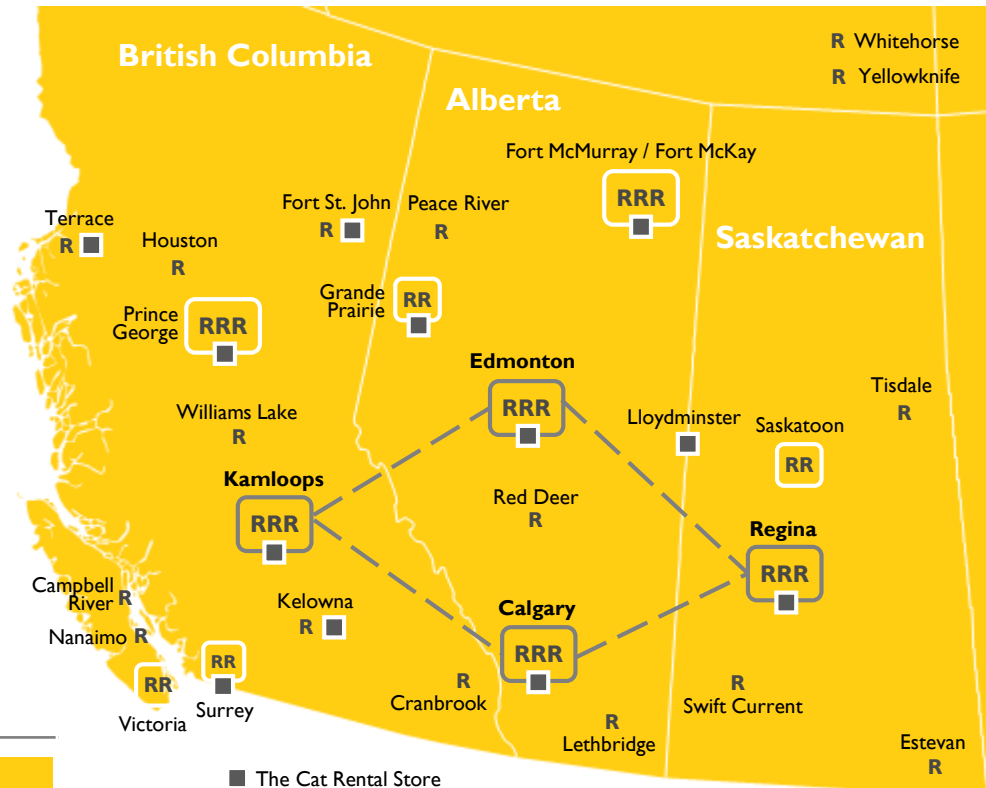 British Columbia
R Whitehorse
R Yellowknife
Alberta
Fort McMurray / Fort McKay
RRR
Fort St. John
R
Peace River
R
Terrace
R
Houston
R
Saskatchewan
Grande
Prairie
RR
Prince
George
RRR
Edmonton
RRR
Tisdale
R
Williams Lake
R
Lloydminster
Saskatoon
RR
Kamloops
RRR
Red Deer
R
Regina
RRR
Campbell
River R
Kelowna
R
Calgary
RRR
Nanaimo R
RR
Victoria
RR
Surrey
R
Cranbrook
R
Swift Current
R
Lethbridge
Estevan
R
The Cat Rental Store